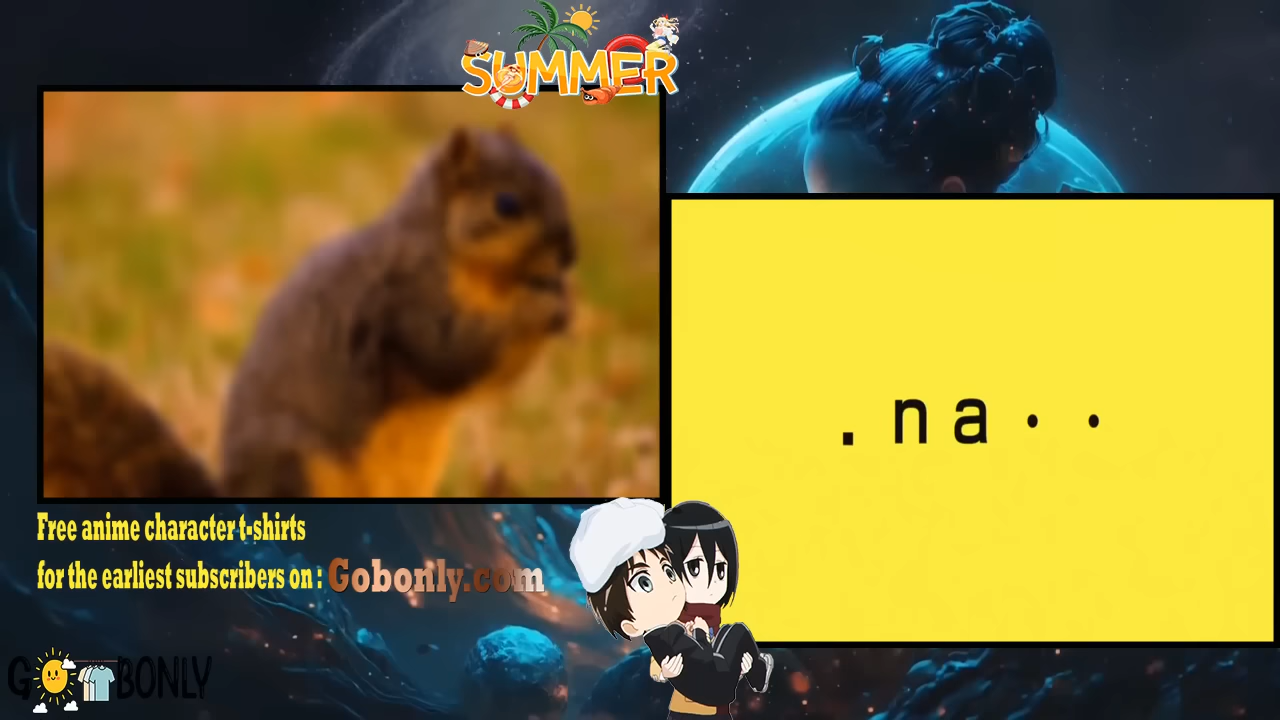 SUMMER
. n a . .
Free anime character t-shirts
for the earliest subscribers on : Gobonly.com
GOBONLY